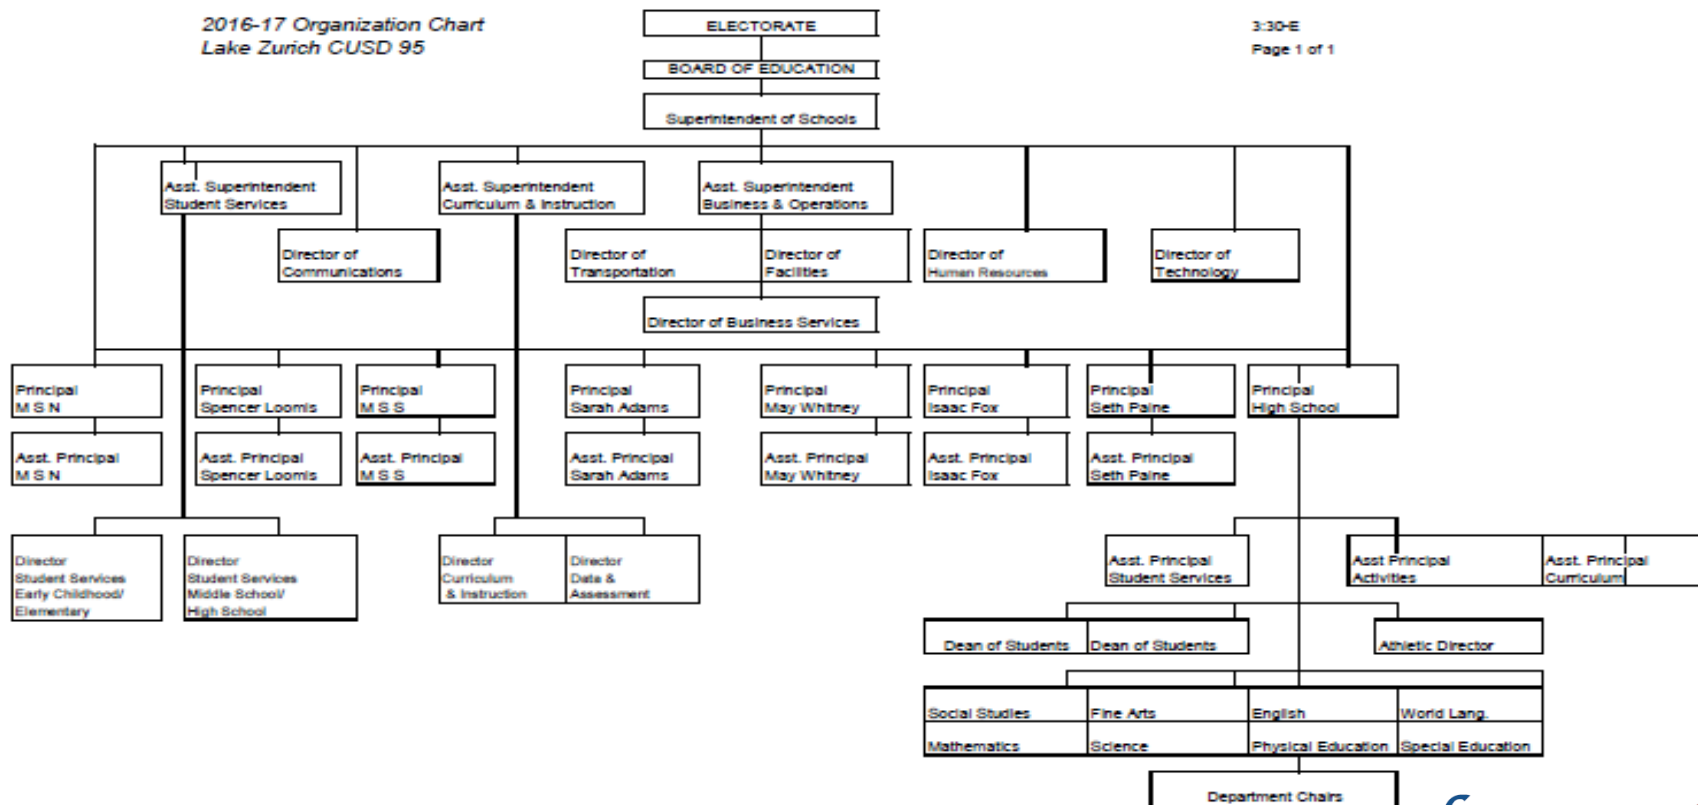 2016-17 Organization Chart
Lake Zurich CUSD 95
3:30-E
Page 1 of 1
ELECTORATE
BOARD OF EDUCATION
Superintendent of Schools
Asst. Superintendent
Student Services
Asst. Superintendent
Curriculum & Instruction
Asst. Superintendent
Business & Operations
Director of
Communications
Director of
Transportation
Director of
Facilities
Director of
Human Resources
Director of
Technology
Director of Business Services
Principal
M S N
Principal
Spencer Loomis
Principal
M S S
Principal
Sarah Adams
Principal
May Whitney
Principal
Isaac Fox
Principal
Seth Paine
Principal
High School
Asst. Principal
M S N
Asst. Principal
Spencer Loomis
Asst. Principal
M S S
Asst. Principal
Sarah Adams
Asst. Principal
May Whitney
Asst. Principal
Isaac Fox
Asst. Principal
Seth Paine
Director
Student Services
Early Childhood/
Elementary
Director
Student Services
Middle School/
High School
Director
Curriculum
& Instruction
Director
Data &
Assessment
Asst. Principal
Student Services
Asst Principal
Activities
Asst. Principal
Curriculum
Dean of Students
Dean of Students
Athletic Director
Social Studies
Fine Arts
English
World Lang.
Mathematics
Science
Physical Education
Special Education
Department Chairs